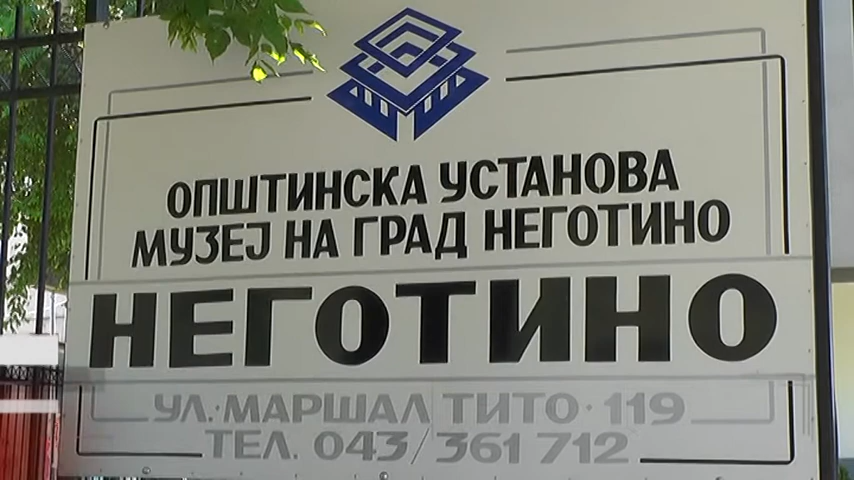 ОПШТИНСКА УСТАНОВА
МУЗЕЈ НА ГРАД НЕГОТИНО
НЕГОТИНО
УЛ. МАРШАЛ ТИТО · 119
ТЕЛ. 043/361 712